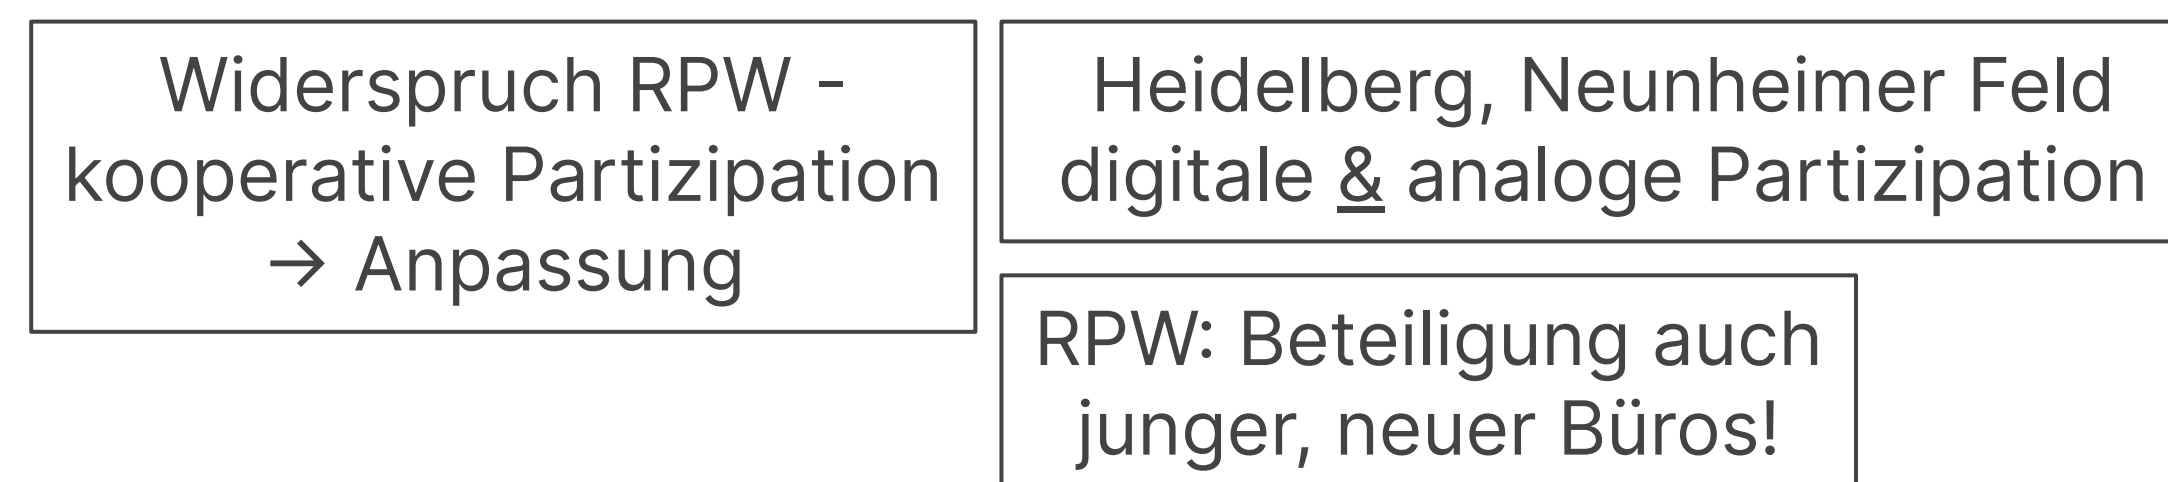 Widerspruch RPW -
kooperative Partizipation
→ Anpassung
Heidelberg, Neunheimer Feld
digitale & analoge Partizipation
RPW: Beteiligung auch
junger, neuer Büros!